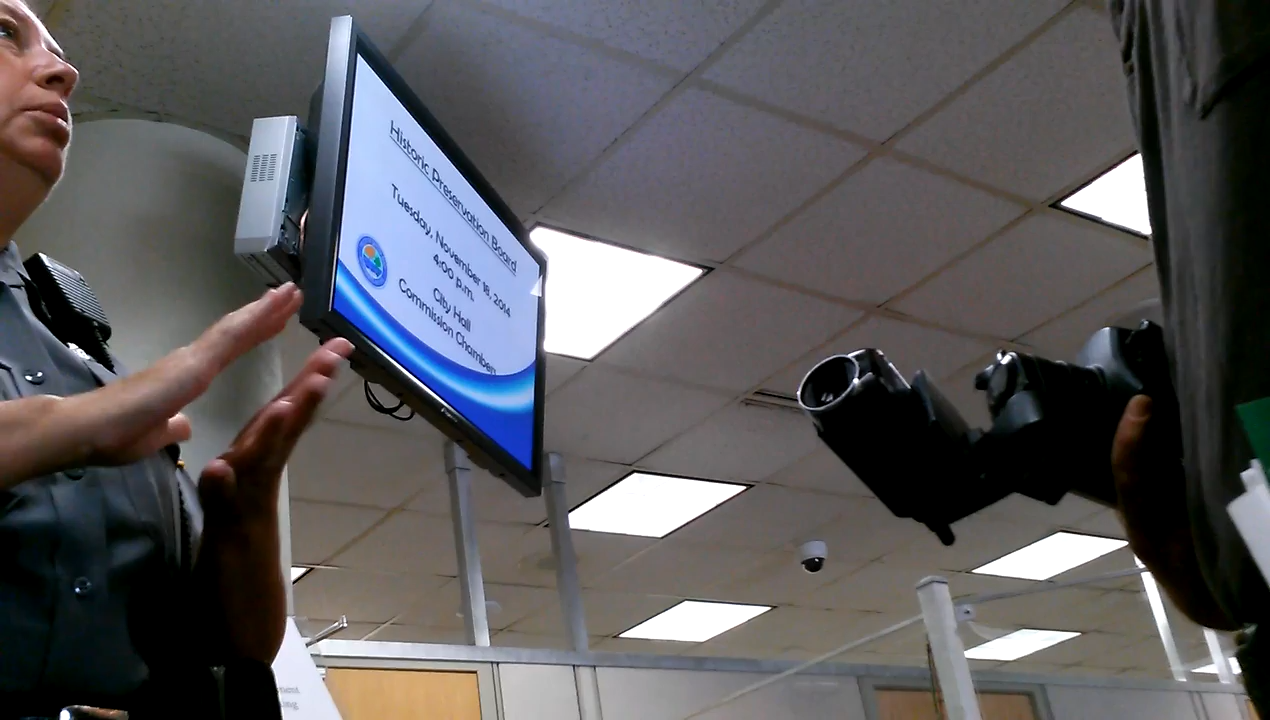 Historic Preservation Board
Tuesday, November 18, 2014
4:00 p.m.
City Hall
Commission Chambers